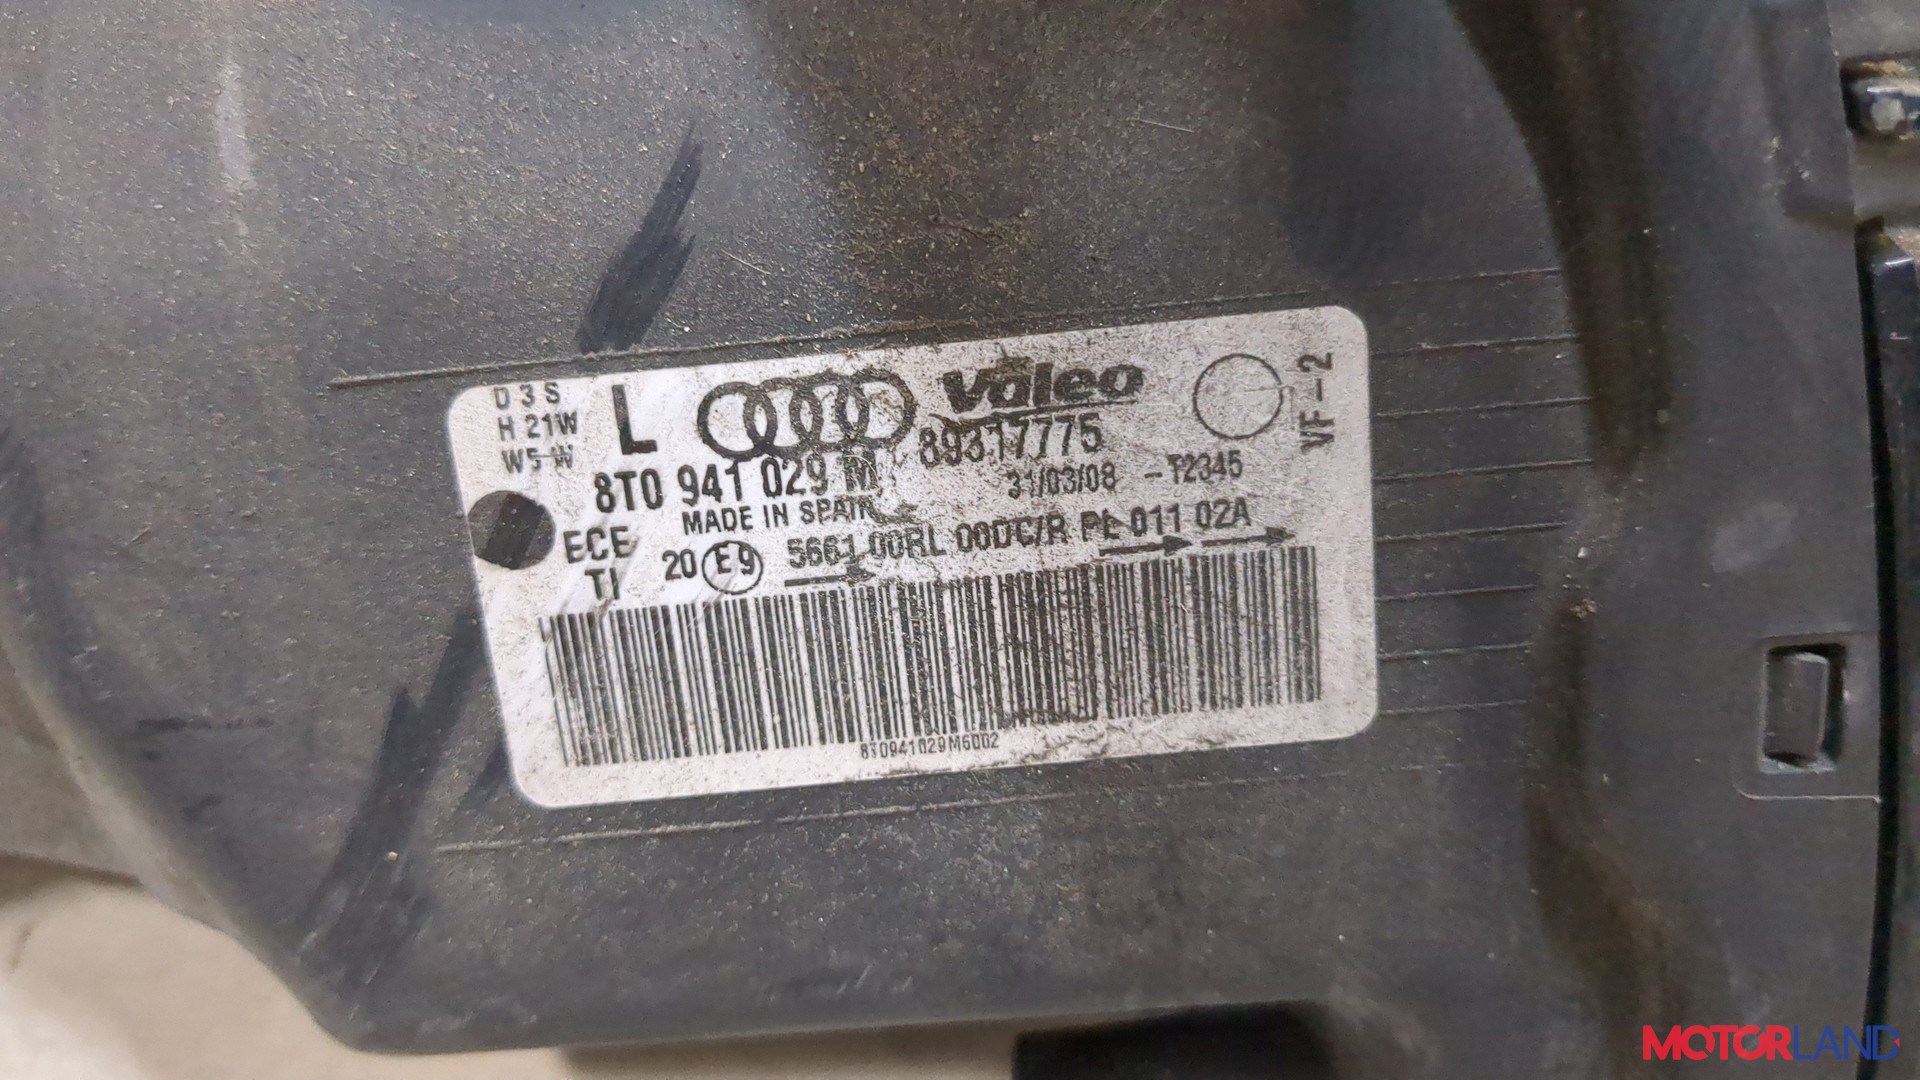 D3S
H21W
W5W
L
Valeo
89317775
VF-2
8T0 941 029 M
31/03/08 -T2345
MADE IN SPAIN
ECE
TI
20 E9 5661 00RL 00DC/R PL 011 02A
8T0941029M6002
MOTORLAND